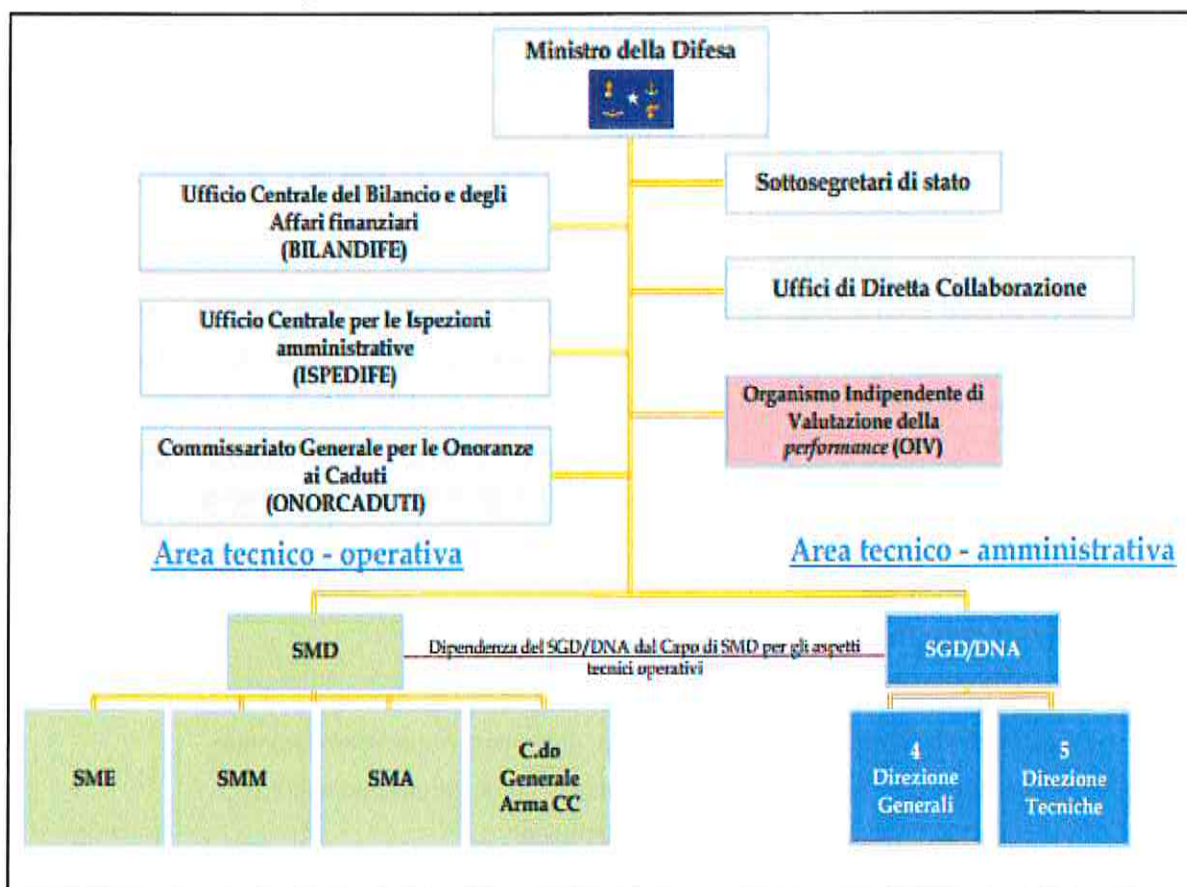 Ministro della Difesa
Ufficio Centrale del Bilancio e degli
Affari finanziari
(BILANDIFE)
Sottosegretari di stato
Uffici di Diretta Collaborazione
Ufficio Centrale per le Ispezioni
amministrative
(ISPEDIFE)
Organismo Indipendente di
Valutazione della
performance (OIV)
Commissariato Generale per le Onoranze
ai Caduti
(ONORCADUTI)
Area tecnico - operativa
Area tecnico - amministrativa
SMD
Dipendenza del SGD/DNA dal Capo di SMD per gli aspetti
tecnici operativi
SGD/DNA
SME
SMM
SMA
C.do
Generale
Arma CC
4
Direzione
Generali
5
Direzione
Tecniche